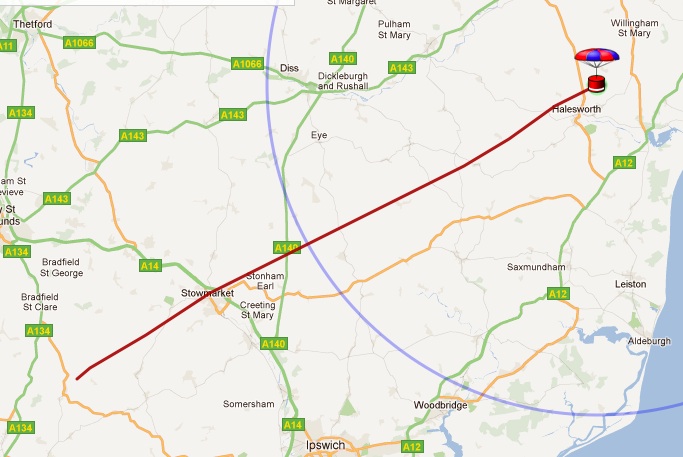 St Margaret
Thetford
Pulham
St Mary
Willingham
St Mary
A11
A1066
A140
A1066
Diss
Dickleburgh
and Rushall
A143
A134
A143
A143
Halesworth
Eye
A12
am St
evieve
A143
y St
unds
A134
A140
A14
Bradfield
St George
Stonham
Earl
Saxmundham
Leiston
Stowmarket
Bradfield
St Clare
Creeting
St Mary
A12
A134
A140
Aldeburgh
Somersham
Woodbridge
A134
A14
Ipswich
A12